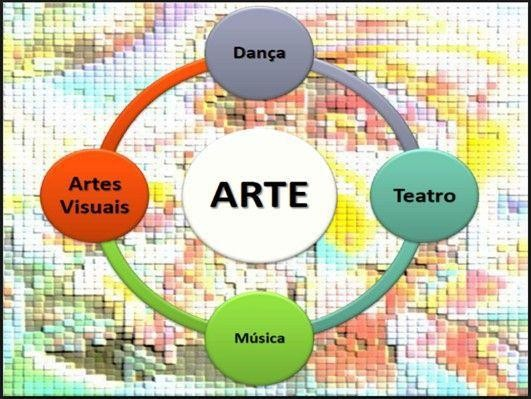 Dança
Artes
Visuais
ARTE
Teatro
Música